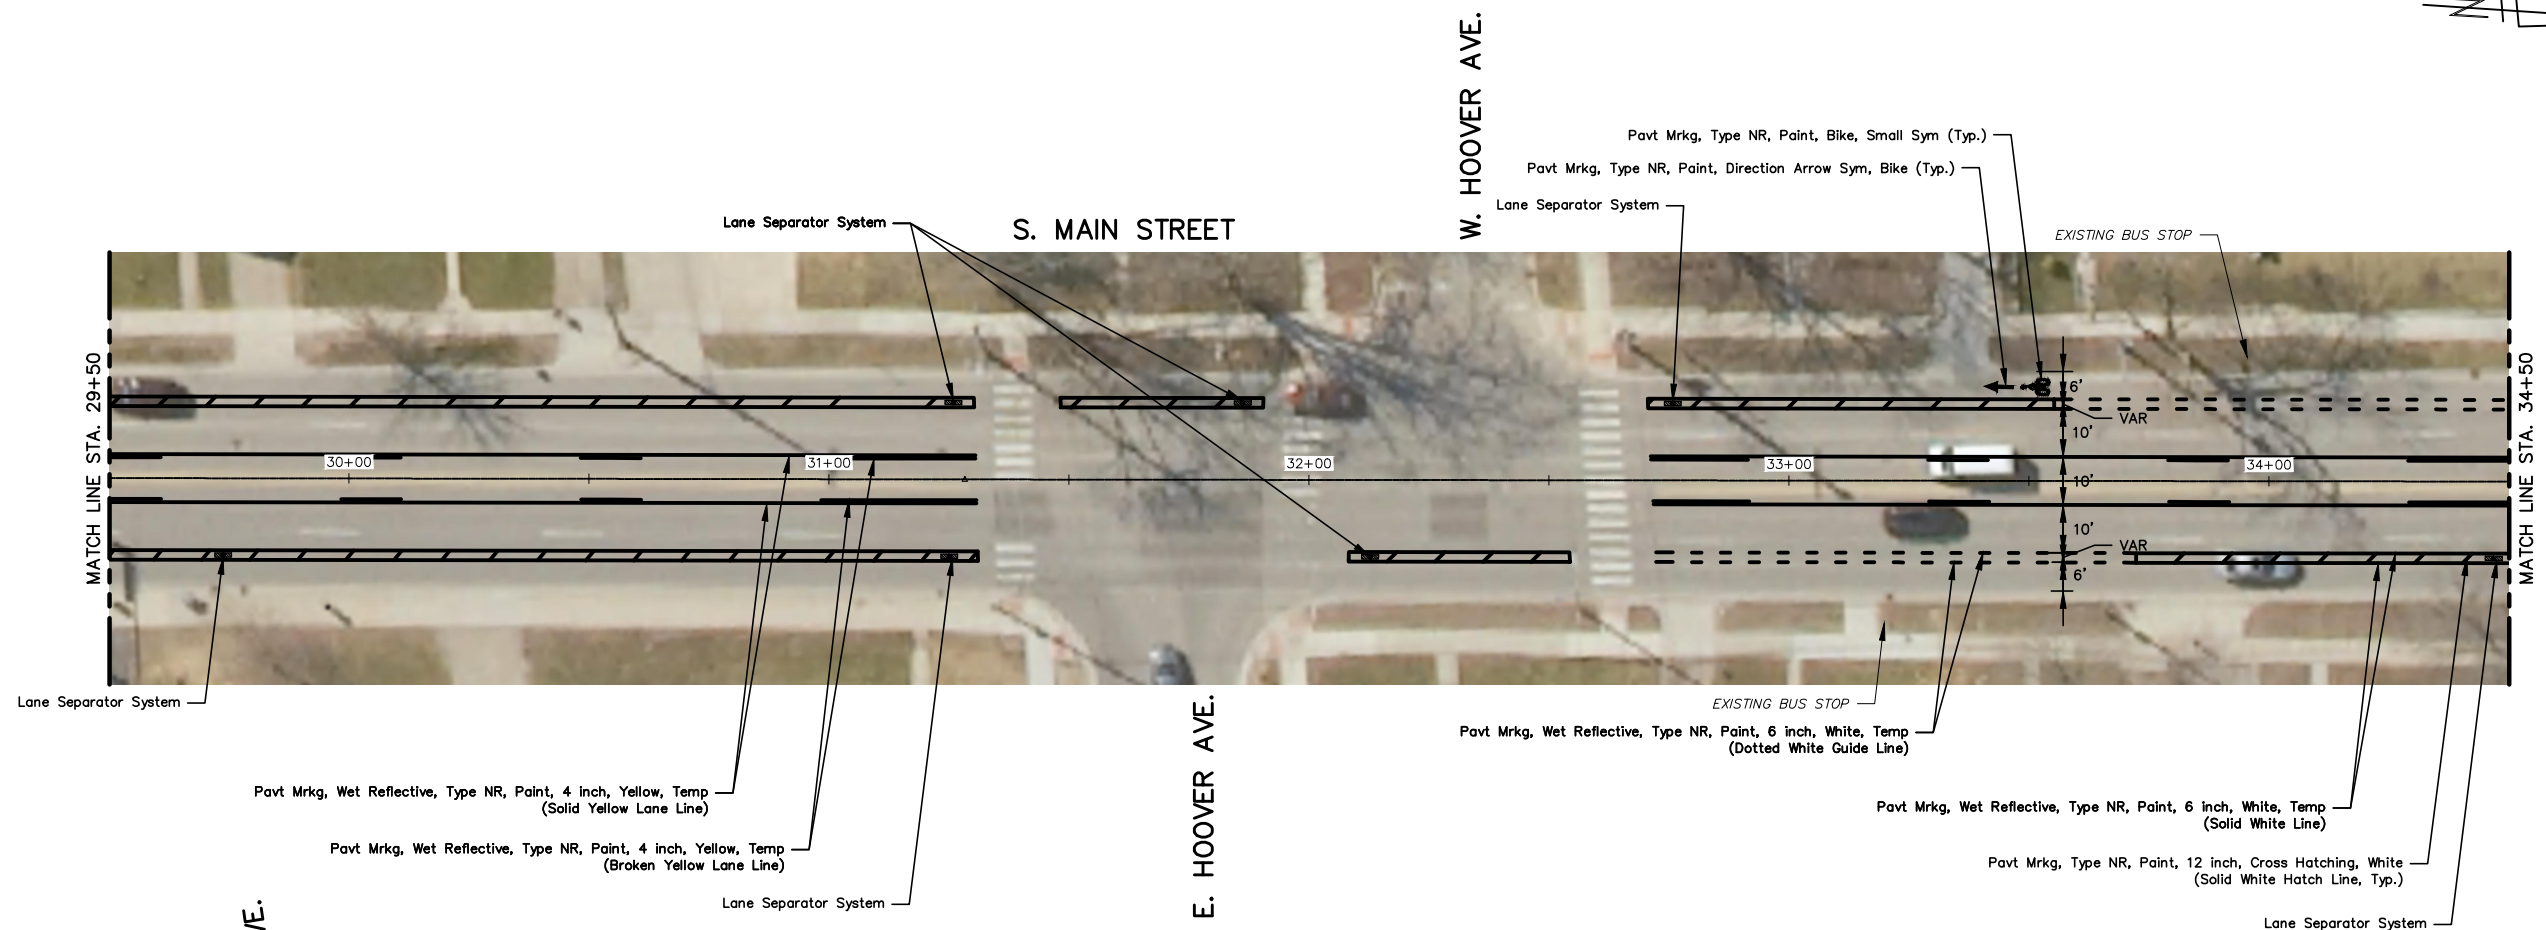 W. HOOVER AVE.
Pavt Mrkg, Type NR, Paint, Bike, Small Sym (Typ.)
Pavt Mrkg, Type NR, Paint, Direction Arrow Sym, Bike (Typ.)
Lane Separator System
Lane Separator System
S. MAIN STREET
EXISTING BUS STOP
MATCH LINE STA. 29+50
MATCH LINE STA. 34+50
6'
VAR
10'
30+00
31+00
32+00
33+00
34+00
10'
10'
VAR
6'
Lane Separator System
EXISTING BUS STOP
Pavt Mrkg, Wet Reflective, Type NR, Paint, 6 inch, White, Temp
(Dotted White Guide Line)
E. HOOVER AVE.
Pavt Mrkg, Wet Reflective, Type NR, Paint, 4 inch, Yellow, Temp
(Solid Yellow Lane Line)
Pavt Mrkg, Wet Reflective, Type NR, Paint, 6 inch, White, Temp
(Solid White Line)
Pavt Mrkg, Wet Reflective, Type NR, Paint, 4 inch, Yellow, Temp
(Broken Yellow Lane Line)
Pavt Mrkg, Type NR, Paint, 12 inch, Cross Hatching, White
(Solid White Hatch Line, Typ.)
Lane Separator System
Lane Separator System